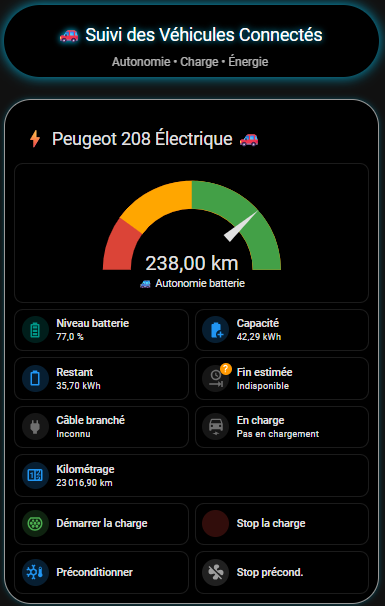 Suivi des Véhicules Connectés
Autonomie • Charge • Énergie
Peugeot 208 Électrique
238,00 km
Autonomie batterie
Niveau batterie
77,0 %
Capacité
42,29 kWh
Restant
35,70 kWh
?
Fin estimée
Indisponible
Câble branché
Inconnu
En charge
Pas en chargement
Kilométrage
23 016,90 km
Démarrer la charge
Stop la charge
Préconditionner
Stop précond.